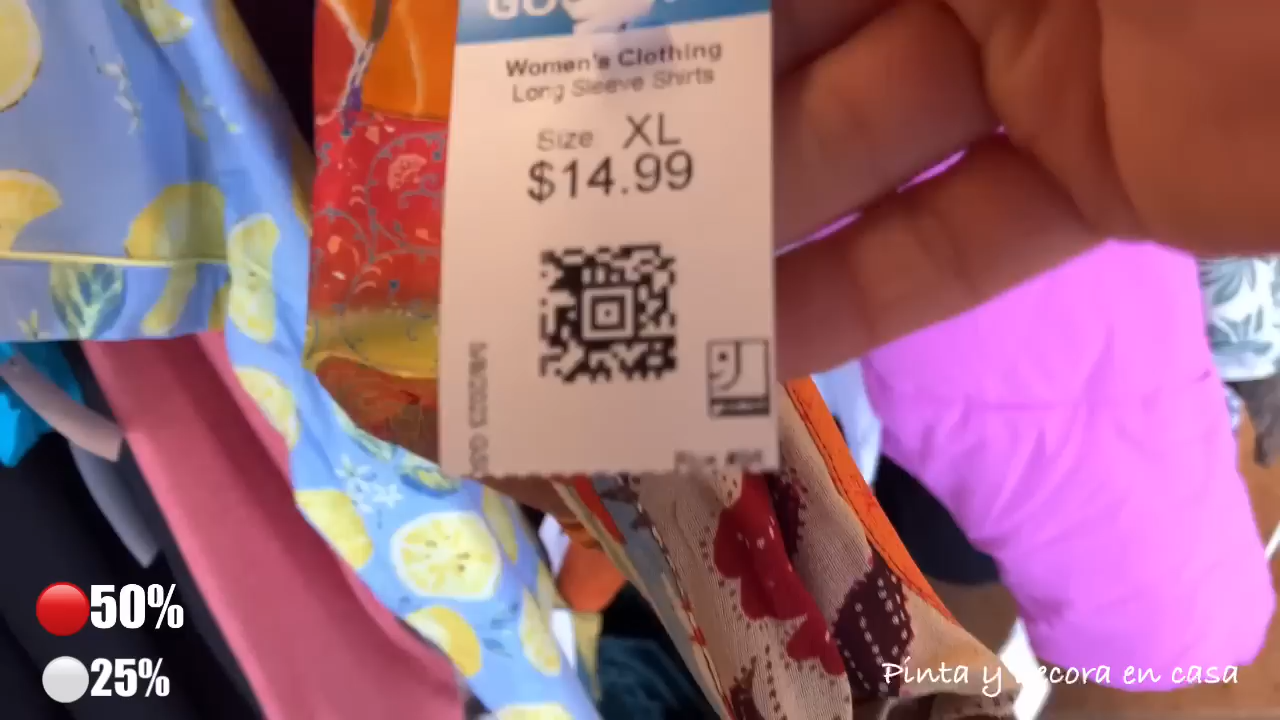 Women's Clothing
Long Sleeve Shirts
Size XL
$14.99
50%
25%
Pinta y Decora en casa